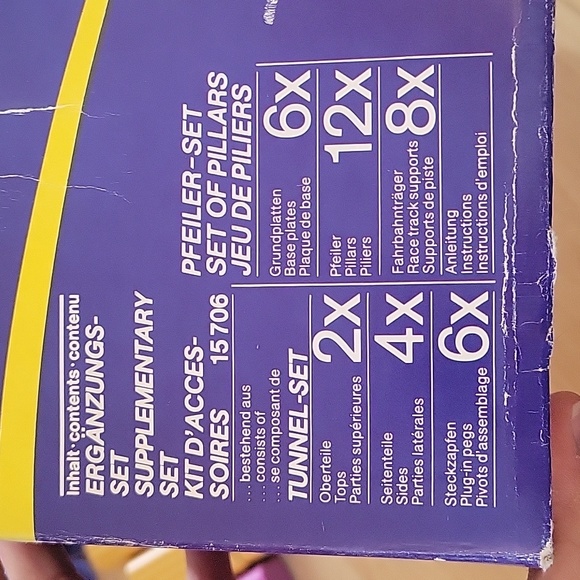 Inhalt · contents · contenu
ERGÄNZUNGS-
SET
SUPPLEMENTARY
SET
KIT D'ACCES-
SOIRES 15706
... bestehend aus
... consists of
... se composant de
TUNNEL-SET
Oberteile
Tops
Parties supérieures
2x
Seitenteile
Sides
Parties latérales
4x
Steckzapfen
Plug-in pegs
Pivots d'assemblage
6x
PFEILER-SET
SET OF PILLARS
JEU DE PILIERS
Grundplatten
Base plates
Plaque de base
6x
Pfeiler
Pillars
Piliers
12x
Fahrbahnträger
Race track supports
Supports de piste
8x
Anleitung
Instructions
Instructions d'emploi